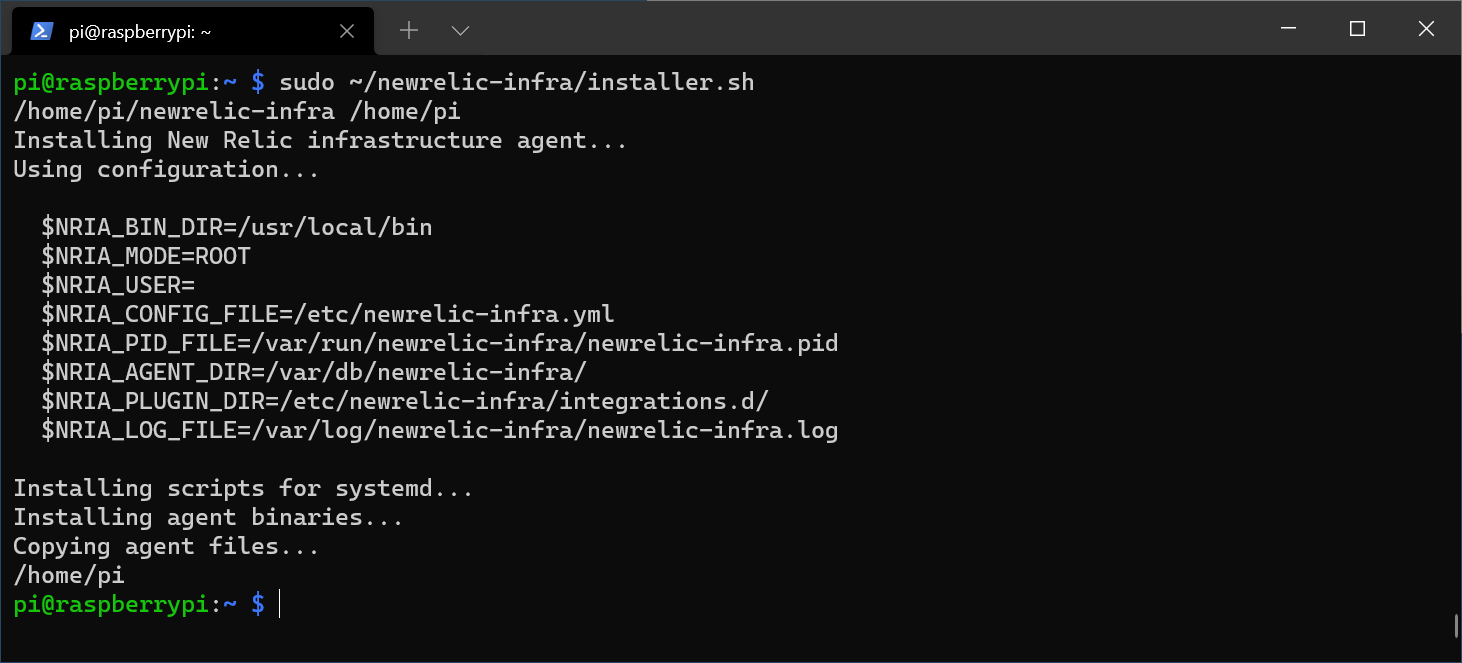 pi@raspberrypi: ~
pi@raspberrypi:~ $ sudo ~/newrelic-infra/installer.sh
/home/pi/newrelic-infra /home/pi
Installing New Relic infrastructure agent...
Using configuration...
$NRIA_BIN_DIR=/usr/local/bin
$NRIA_MODE=ROOT
$NRIA_USER=
$NRIA_CONFIG_FILE=/etc/newrelic-infra.yml
$NRIA_PID_FILE=/var/run/newrelic-infra/newrelic-infra.pid
$NRIA_AGENT_DIR=/var/db/newrelic-infra/
$NRIA_PLUGIN_DIR=/etc/newrelic-infra/integrations.d/
$NRIA_LOG_FILE=/var/log/newrelic-infra/newrelic-infra.log
Installing scripts for systemd...
Installing agent binaries...
Copying agent files...
/home/pi
pi@raspberrypi:~ $